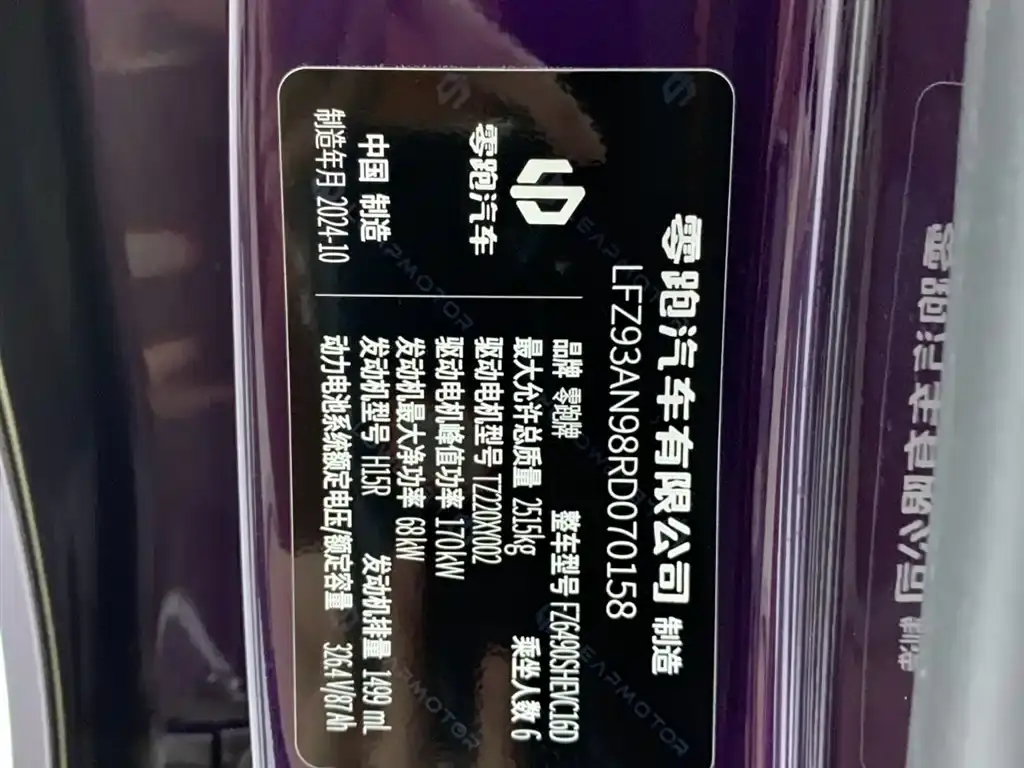 零跑汽车有限公司 制造
LFZ93AN98RD070158
零跑汽车
中国 制造
制造年月 2024-10
品牌 零跑牌 整车型号 FZ6490SHEVC16D
最大允许总质量 2515kg 乘坐人数 6
驱动电机型号 TZ220XY002
驱动电机峰值功率 170kW
发动机最大净功率 68kW
发动机型号 H15R 发动机排量 1499 ml
动力电池系统额定电压/额定容量 326.4V/87Ah
LEAPMOTOR
LEAPMOTOR
LEAPMOTOR